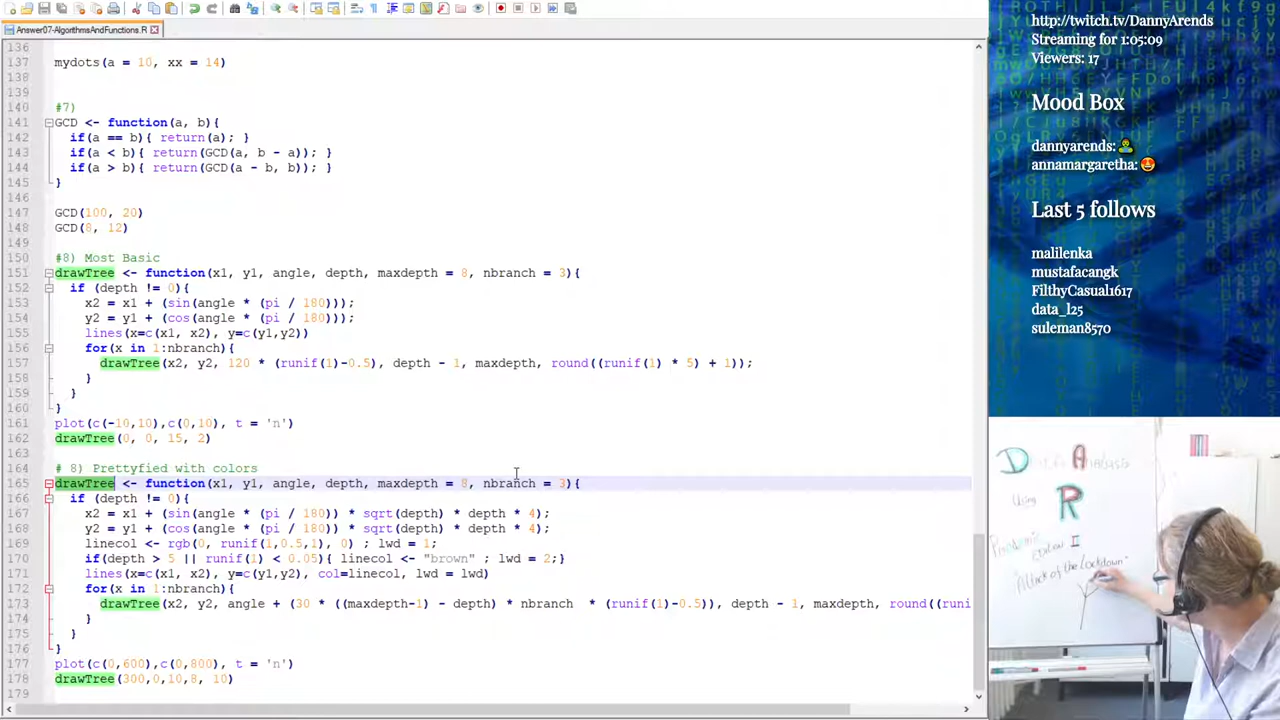 Answer07-AlgorithmsAndFunctions.R
136
137 mydots(a = 10, xx = 14)
138
139
140 #7)
141 GCD <- function(a, b){
142 if(a == b){ return(a); }
143 if(a < b){ return(GCD(a, b - a)); }
144 if(a > b){ return(GCD(a - b, b)); }
145 }
146
147 GCD(100, 20)
148 GCD(8, 12)
149
150 #8) Most Basic
151 drawTree <- function(x1, y1, angle, depth, maxdepth = 8, nbranch = 3){
152 if (depth != 0){
153 x2 = x1 + (sin(angle * (pi / 180)));
154 y2 = y1 + (cos(angle * (pi / 180)));
155 lines(x=c(x1, x2), y=c(y1,y2))
156 for(x in 1:nbranch){
157 drawTree(x2, y2, 120 * (runif(1)-0.5), depth - 1, maxdepth, round((runif(1) * 5) + 1));
158 }
159 }
160 }
161 plot(c(-10,10),c(0,10), t = 'n')
162 drawTree(0, 0, 15, 2)
163
164 # 8) Prettyfied with colors
165 drawTree <- function(x1, y1, angle, depth, maxdepth = 8, nbranch = 3){
166 if (depth != 0){
167 x2 = x1 + (sin(angle * (pi / 180)) * sqrt(depth) * depth * 4);
168 y2 = y1 + (cos(angle * (pi / 180)) * sqrt(depth) * depth * 4);
169 linecol <- rgb(0, runif(1,0.5,1), 0) ; lwd = 1;
170 if(depth > 5 || runif(1) < 0.05){ linecol <- "brown" ; lwd = 2;}
171 lines(x=c(x1, x2), y=c(y1,y2), col=linecol, lwd = lwd)
172 for(x in 1:nbranch){
173 drawTree(x2, y2, angle + (30 * ((maxdepth-1) - depth) * nbranch * (runif(1)-0.5)), depth - 1, maxdepth, round((runi
174 }
175 }
176 }
177 plot(c(0,600),c(0,800), t = 'n')
178 drawTree(300,0,10,8, 10)
179
http://twitch.tv/DannyArends
Streaming for 1:05:09
Viewers: 17
Mood Box
dannyarends:
annamargaretha:
Last 5 follows
malilenka
mustafacangk
FilthyCasual1617
data_l25
suleman8570
Data Analysis
Using R
II
"Attack of the Lockdown"